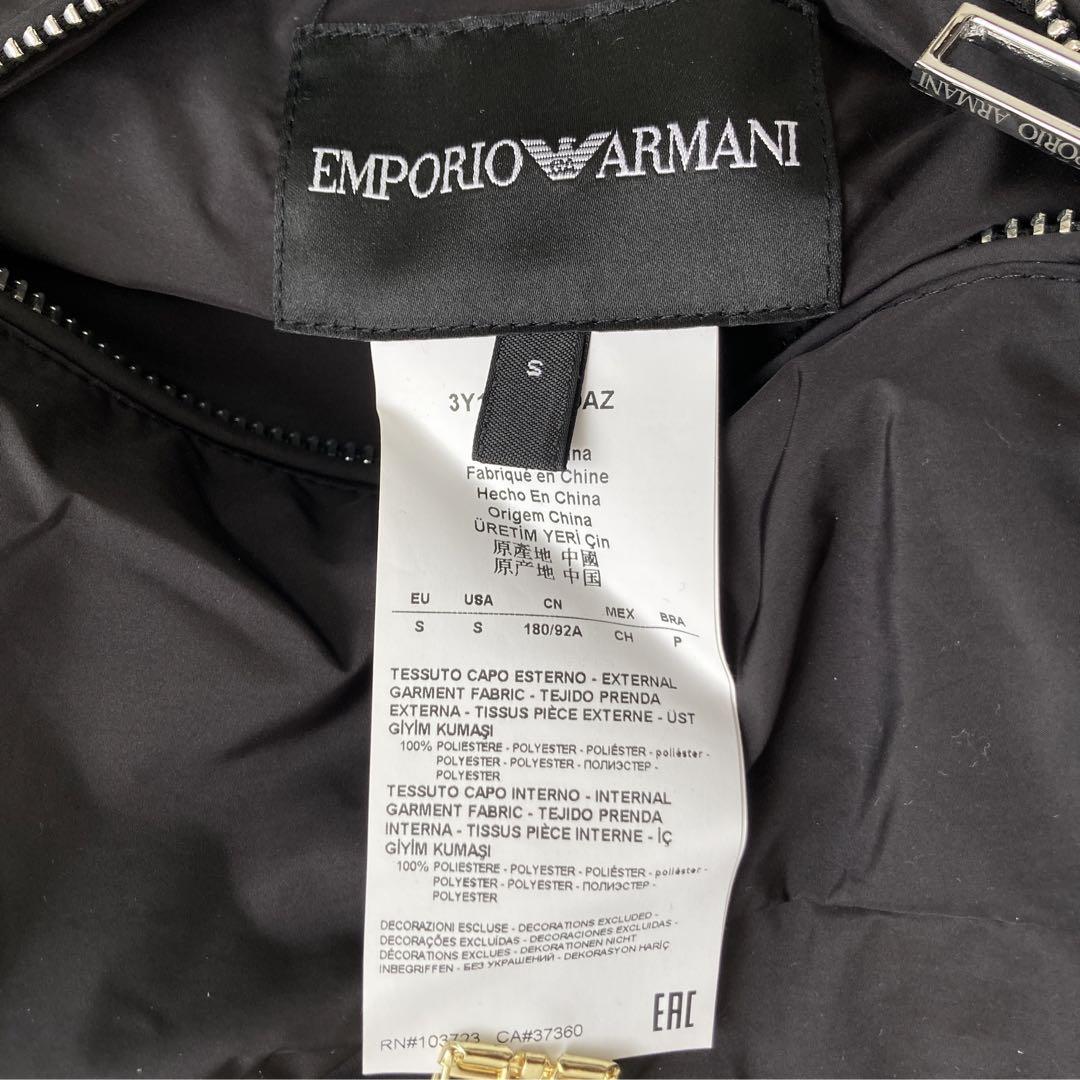 EMPORIO ARMANI
PORIO ARMANI
S
3Y1 AZ
na
Fabriqué en Chine
Hecho En China
Origem China
ÜRETİM YERİ Çin
原產地 中國
原产地 中国
EU USA CN MEX BRA
S S 180/92A CH P
TESSUTO CAPO ESTERNO - EXTERNAL
GARMENT FABRIC - TEJIDO PRENDA
EXTERNA - TISSUS PIÈCE EXTERNE - ÜST
GİYİM KUMAŞI
100% POLIESTERE - POLYESTER - POLIÉSTER - poliéster -
POLYESTER - POLYESTER - ПОЛИЭСТЕР -
POLYESTER
TESSUTO CAPO INTERNO - INTERNAL
GARMENT FABRIC - TEJIDO PRENDA
INTERNA - TISSUS PIÈCE INTERNE - İÇ
GİYİM KUMAŞI
100% POLIESTERE - POLYESTER - POLIÉSTER - poliéster -
POLYESTER - POLYESTER - ПОЛИЭСТЕР -
POLYESTER
DECORAZIONI ESCLUSE - DECORATIONS EXCLUDED -
DECORAÇÕES EXCLUÍDAS - DECORACIONES EXCLUIDAS -
DÉCORATIONS EXCLUES - DEKORATIONEN NICHT
INBEGRIFFEN - БЕЗ УКРАШЕНИЙ - DEKORASYON HARİÇ
EAC
RN#103723 CA#37360